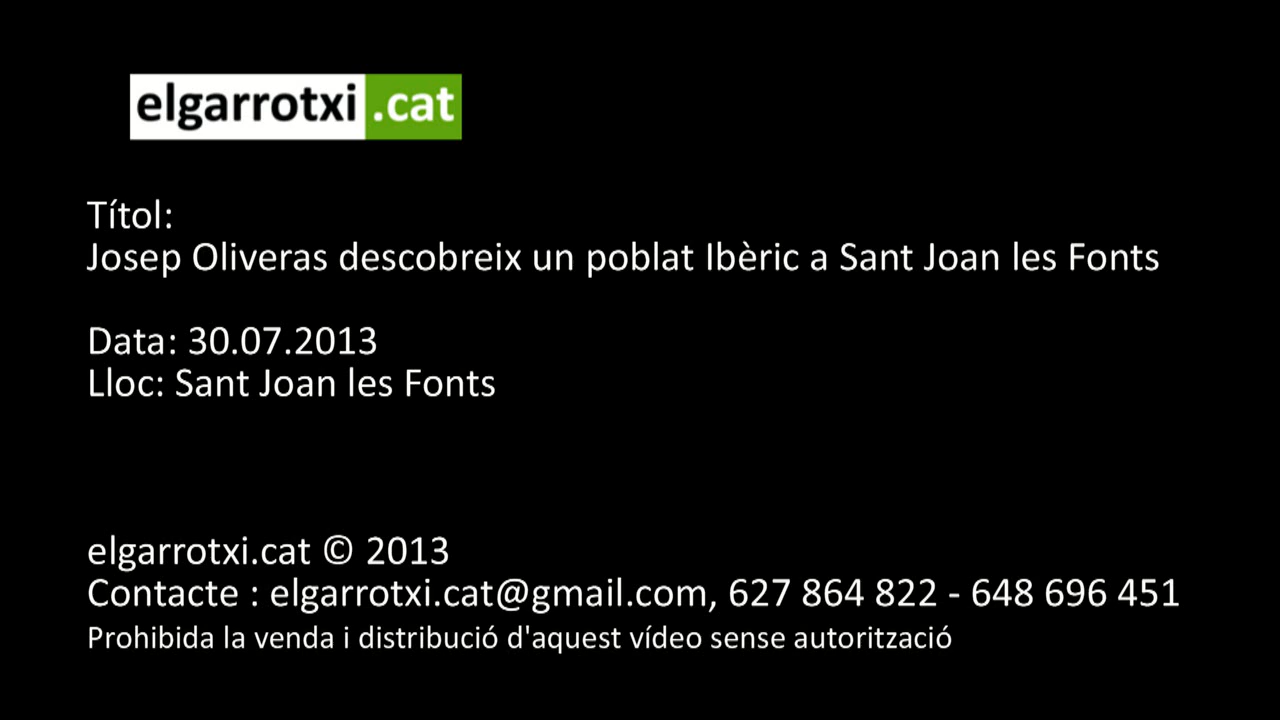 elgarrotxi.cat
Títol:
Josep Oliveras descobreix un poblat Ibèric a Sant Joan les Fonts
Data: 30.07.2013
Lloc: Sant Joan les Fonts
elgarrotxi.cat © 2013
Contacte : elgarrotxi.cat@gmail.com, 627 864 822 - 648 696 451
Prohibida la venda i distribució d'aquest vídeo sense autorització